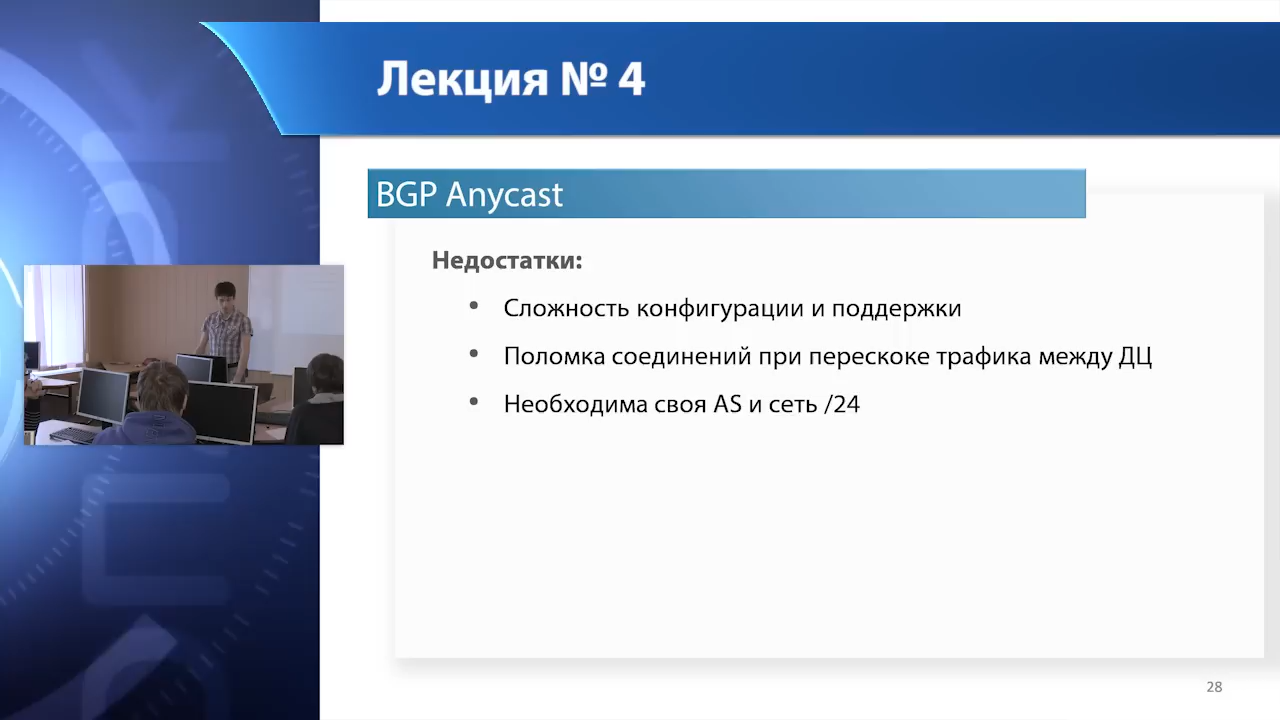 Лекция № 4
BGP Anycast
Недостатки:
• Сложность конфигурации и поддержки
• Поломка соединений при перескоке трафика между ДЦ
• Необходима своя AS и сеть /24
28